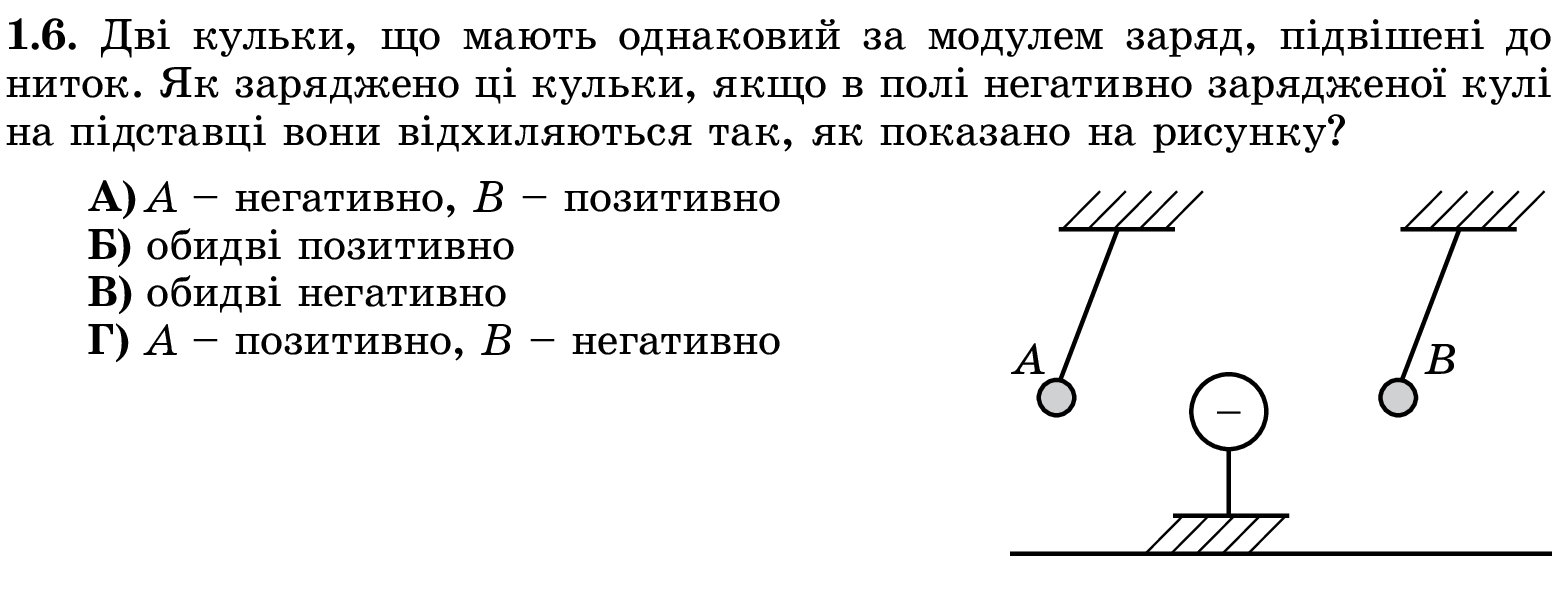 1.6. Дві кульки, що мають однаковий за модулем заряд, підвішені до
ниток. Як заряджено ці кульки, якщо в полі негативно зарядженої кулі
на підставці вони відхиляються так, як показано на рисунку?
А) A – негативно, B – позитивно
Б) обидві позитивно
В) обидві негативно
Г) A – позитивно, B – негативно
A
B
–